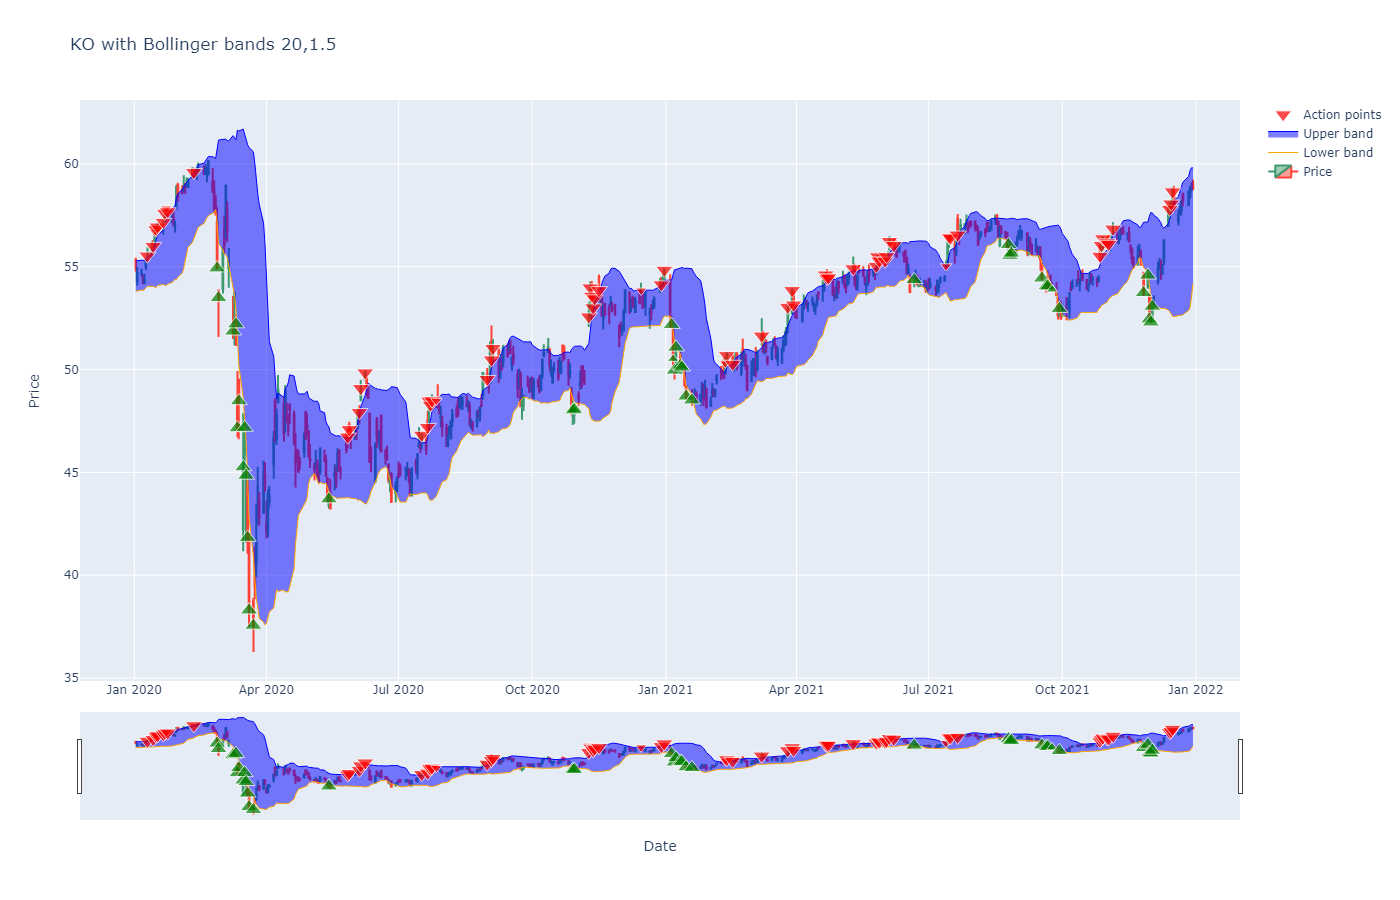 KO with Bollinger bands 20,1.5
Action points
Upper band
Lower band
Price
Price
60
55
50
45
40
35
Jan 2020 Apr 2020 Jul 2020 Oct 2020 Jan 2021 Apr 2021 Jul 2021 Oct 2021 Jan 2022
Date